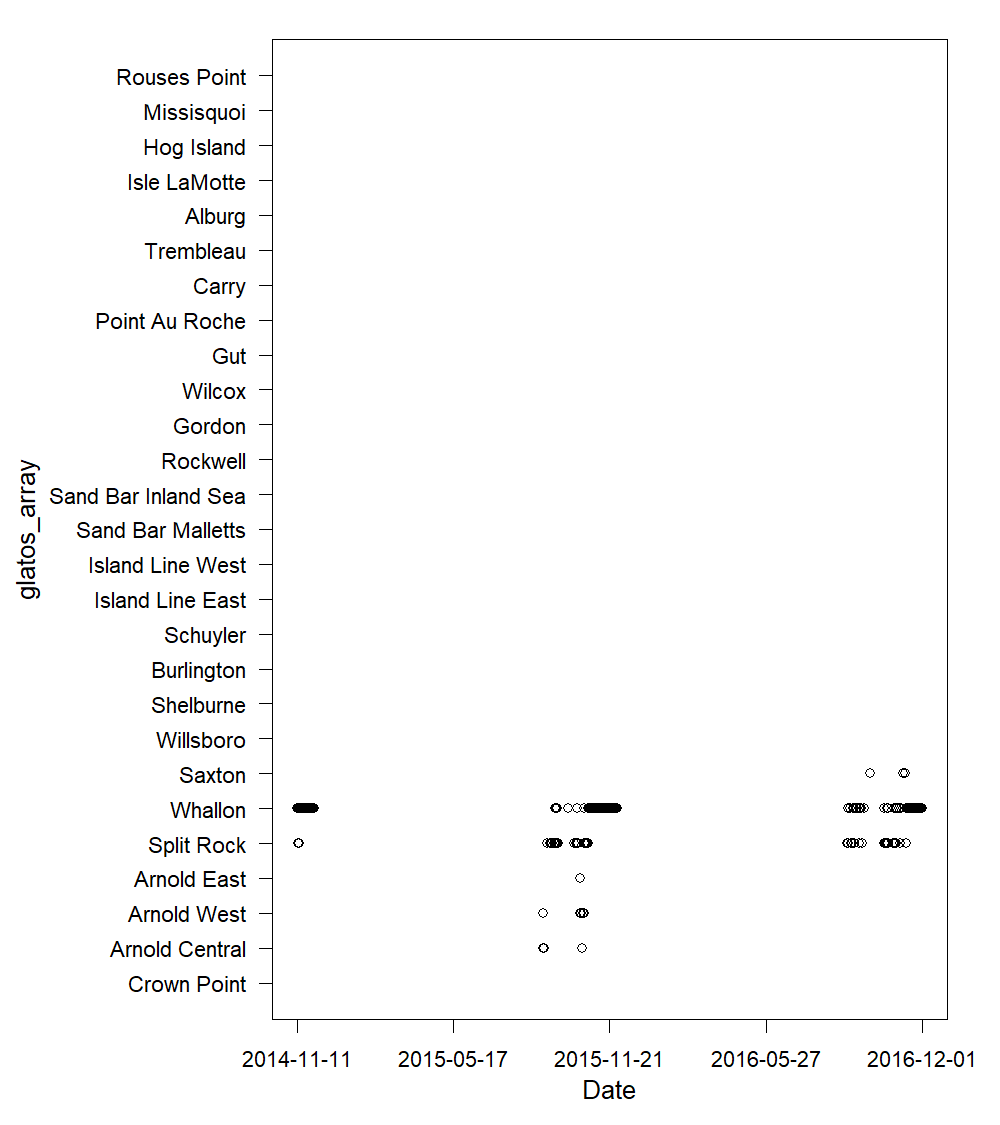 Rouses Point
Missisquoi
Hog Island
Isle LaMotte
Alburg
Trembleau
Carry
Point Au Roche
Gut
Wilcox
Gordon
Rockwell
Sand Bar Inland Sea
Sand Bar Malletts
Island Line West
Island Line East
Schuyler
Burlington
Shelburne
Willsboro
Saxton
Whallon
Split Rock
Arnold East
Arnold West
Arnold Central
Crown Point
glatos_array
2014-11-11 2015-05-17 2015-11-21 2016-05-27 2016-12-01
Date